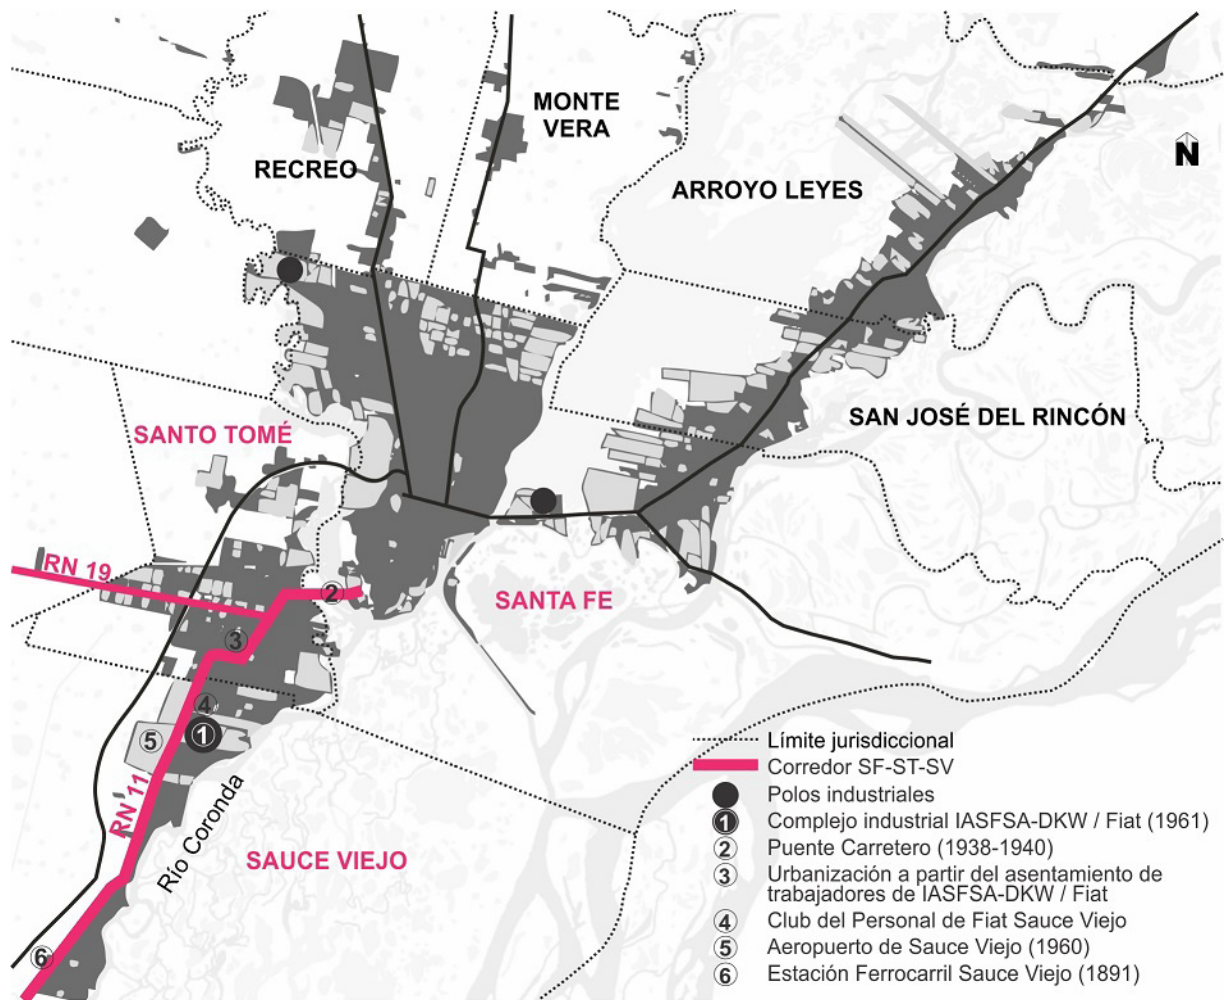 MONTE
VERA
RECREO
ARROYO LEYES
N
SAN JOSÉ DEL RINCÓN
SANTO TOMÉ
RN 19
2
SANTA FE
3
4
1
5
RN 11
Río Coronda
SAUCE VIEJO
6
Límite jurisdiccional
Corredor SF-ST-SV
Polos industriales
1 Complejo industrial IASFSA-DKW / Fiat (1961)
2 Puente Carretero (1938-1940)
3 Urbanización a partir del asentamiento de
trabajadores de IASFSA-DKW / Fiat
4 Club del Personal de Fiat Sauce Viejo
5 Aeropuerto de Sauce Viejo (1960)
6 Estación Ferrocarril Sauce Viejo (1891)